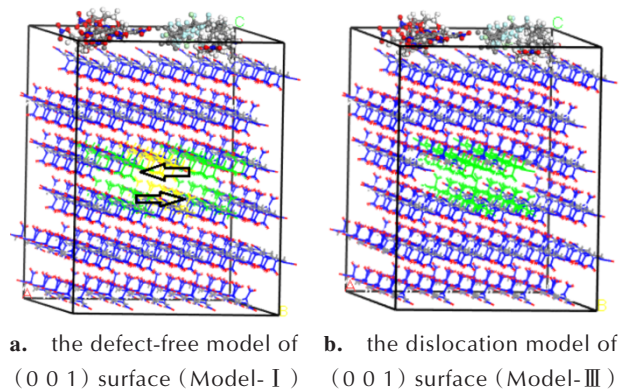 C
C
A
B
A
B
a. the defect-free model of
(0 0 1) surface (Model-Ⅰ)
b. the dislocation model of
(0 0 1) surface (Model-Ⅲ)